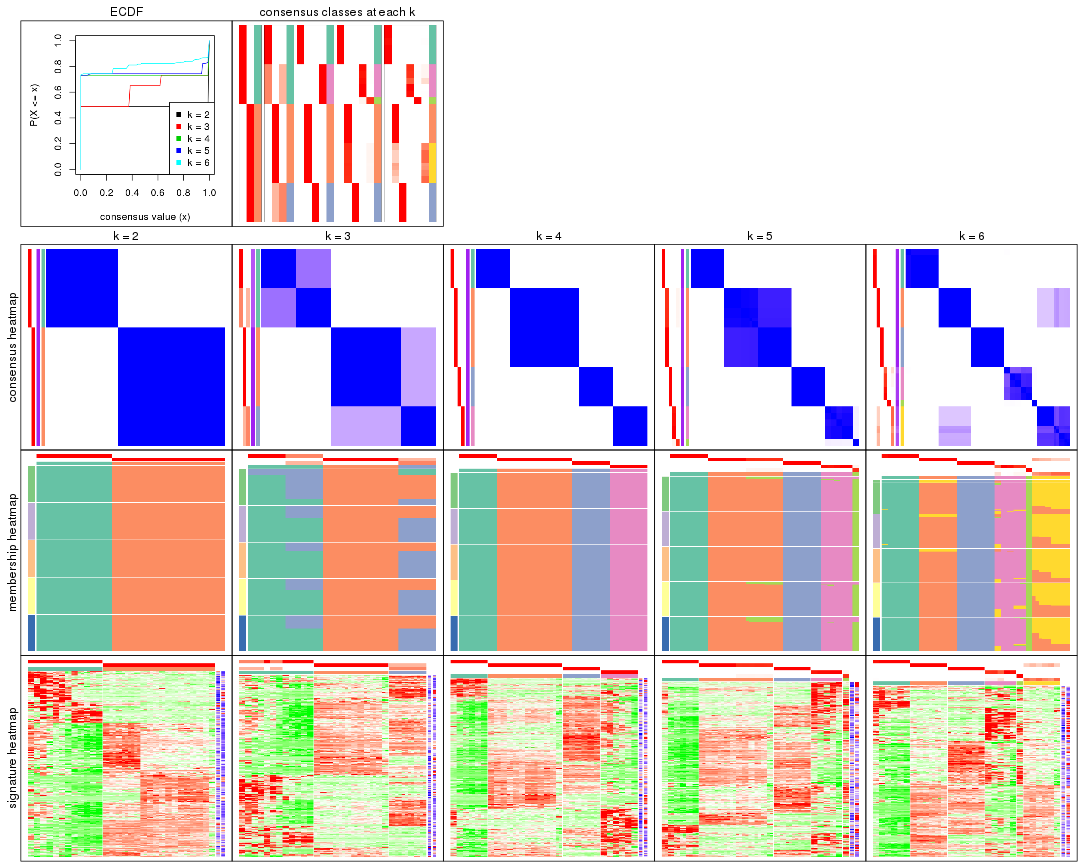 ECDF
consensus classes at each k
P(X <= x)
0.0 0.2 0.4 0.6 0.8 1.0
k = 2
k = 3
k = 4
k = 5
k = 6
0.0 0.2 0.4 0.6 0.8 1.0
consensus value (x)
k = 2 k = 3 k = 4 k = 5 k = 6
consensus heatmap
membership heatmap
signature heatmap